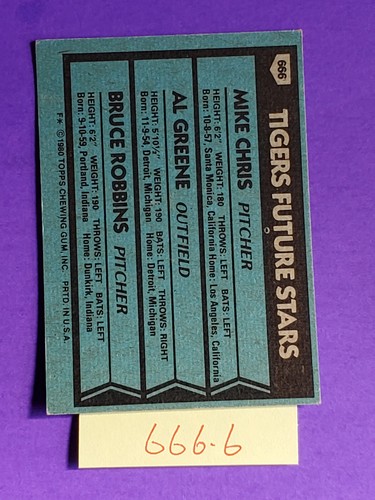 666
TIGERS FUTURE STARS
MIKE CHRIS PITCHER
HEIGHT: 6'2" WEIGHT: 180 THROWS: LEFT BATS: LEFT
Born: 10-8-57, Santa Monica, California Home: Los Angeles, California
AL GREENE OUTFIELD
HEIGHT: 5'10½" WEIGHT: 190 BATS: LEFT THROWS: RIGHT
Born: 11-9-54, Detroit, Michigan Home: Detroit, Michigan
BRUCE ROBBINS PITCHER
HEIGHT: 6'2" WEIGHT: 190 THROWS: LEFT BATS: LEFT
Born: 9-10-59, Portland, Indiana Home: Dunkirk, Indiana
F* © 1980 TOPPS CHEWING GUM, INC. PRTD. IN U.S.A.
666.6